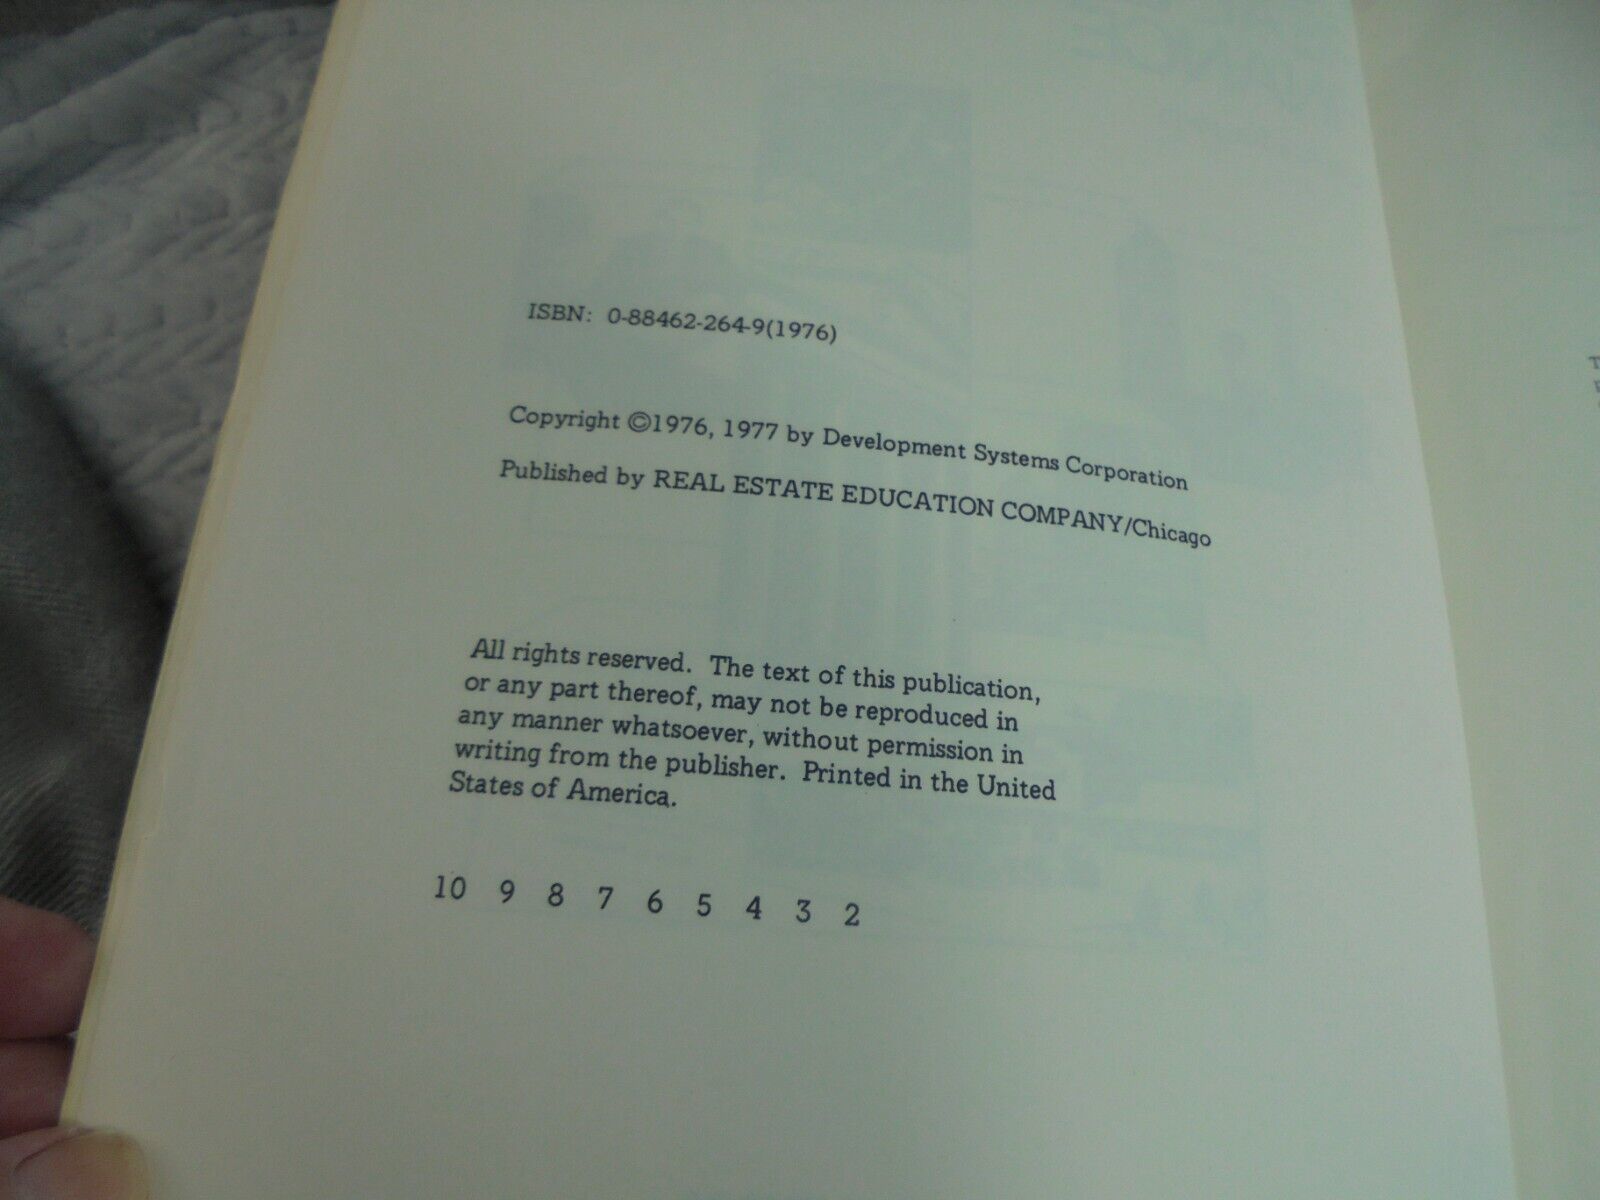 ISBN: 0-88462-264-9(1976)
Copyright ©1976, 1977 by Development Systems Corporation
Published by REAL ESTATE EDUCATION COMPANY/Chicago
All rights reserved. The text of this publication,
or any part thereof, may not be reproduced in
any manner whatsoever, without permission in
writing from the publisher. Printed in the United
States of America.
10 9 8 7 6 5 4 3 2